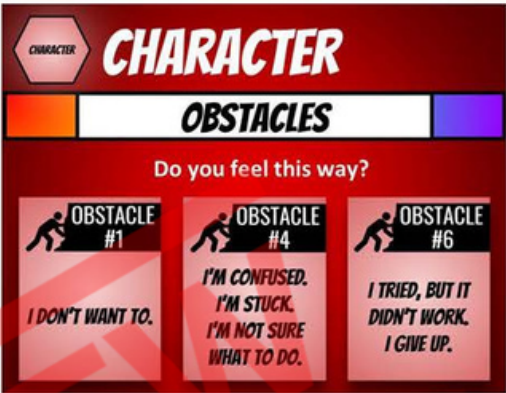 CHARACTER
CHARACTER
OBSTACLES
Do you feel this way?
OBSTACLE
#1
I DON'T WANT TO.
OBSTACLE
#4
I'M CONFUSED.
I'M STUCK.
I'M NOT SURE
WHAT TO DO.
OBSTACLE
#6
I TRIED, BUT IT
DIDN'T WORK.
I GIVE UP.